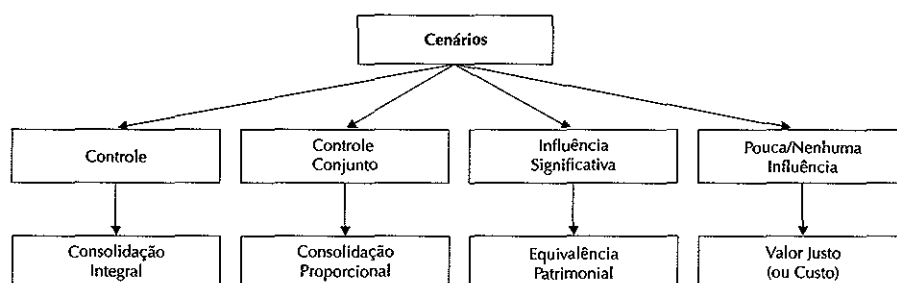 Cenários
Controle
Controle
Conjunto
Influência
Significativa
Pouca/Nenhuma
Influência
Consolidação
Integral
Consolidação
Proporcional
Equivalência
Patrimonial
Valor Justo
(ou Custo)